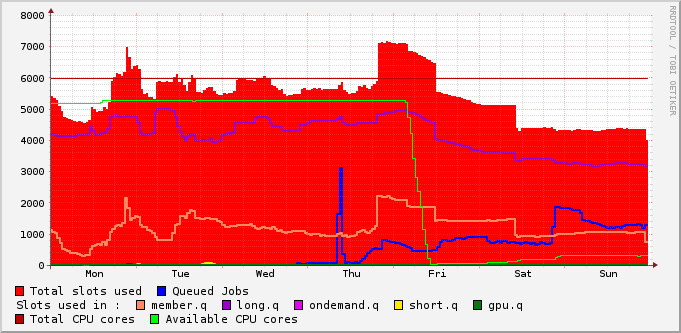 8000
7000
6000
5000
4000
3000
2000
1000
0
Mon Tue Wed Thu Fri Sat Sun
RRDTOOL / TOBI OETIKER
Total slots used Queued Jobs
Slots used in : member.q long.q ondemand.q short.q gpu.q
Total CPU cores Available CPU cores